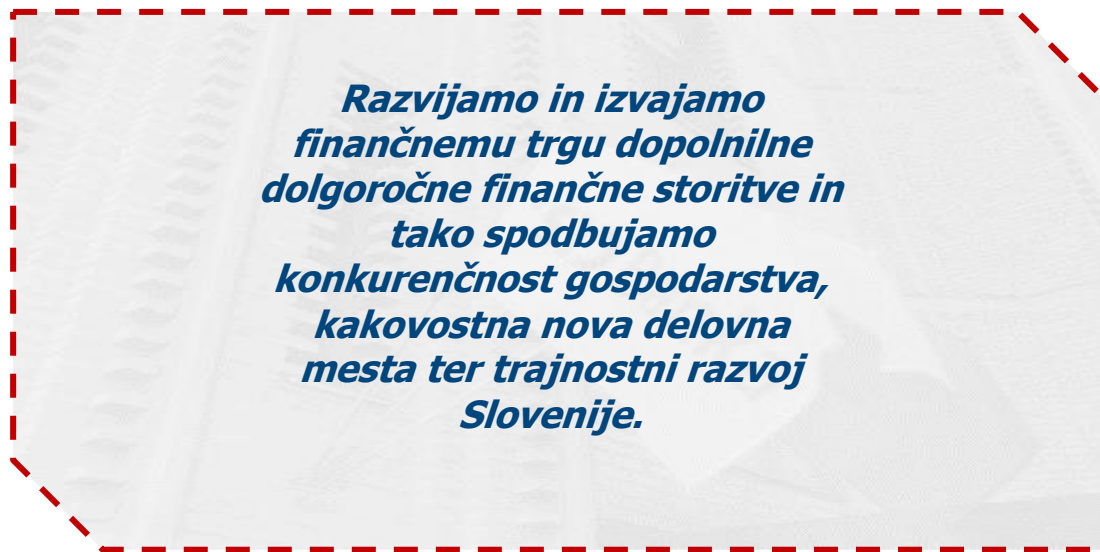 Razvijamo in izvajamo
finančnemu trgu dopolnilne
dolgoročne finančne storitve in
tako spodbujamo
konkurenčnost gospodarstva,
kakovostna nova delovna
mesta ter trajnostni razvoj
Slovenije.